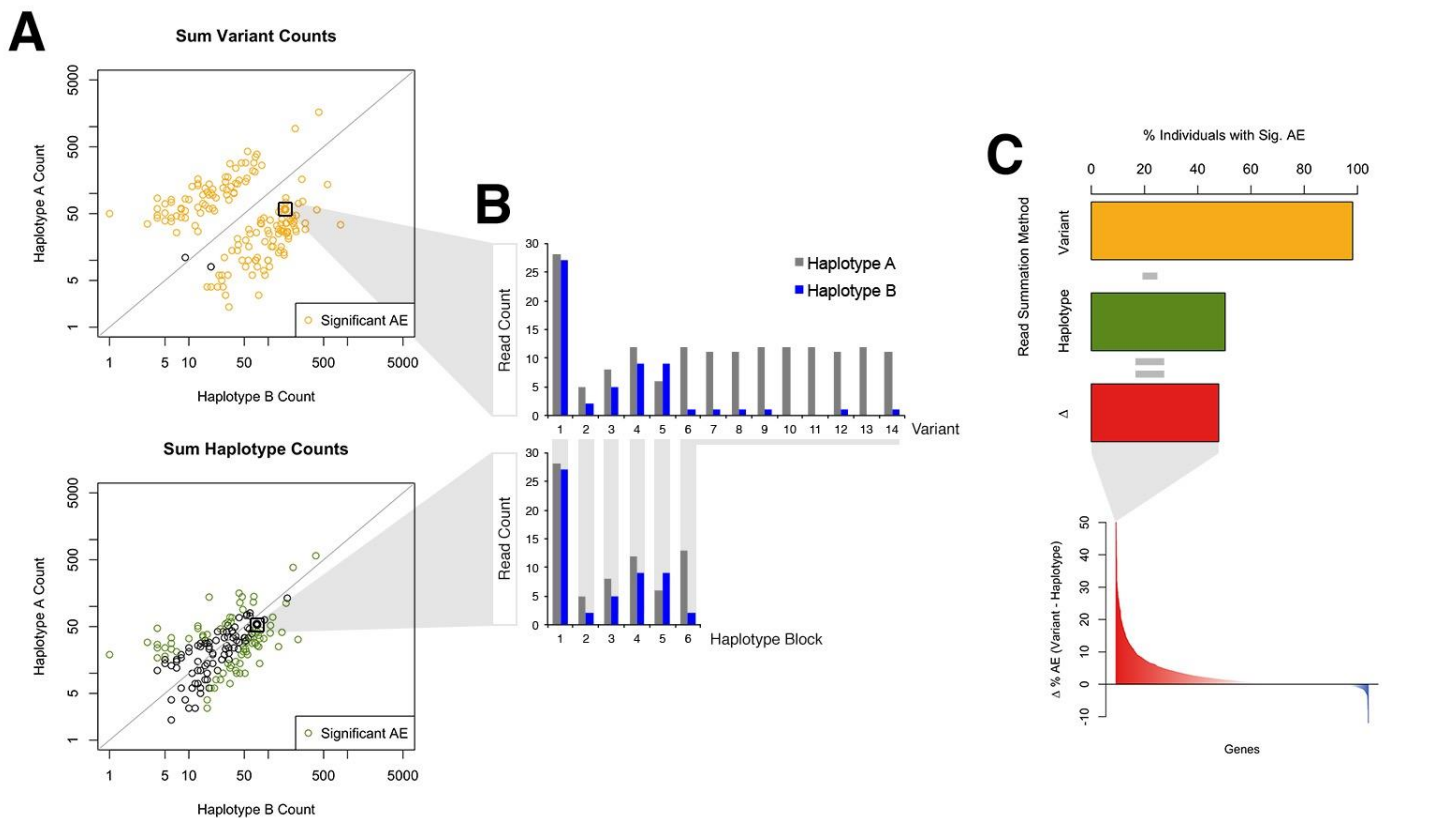 A
Sum Variant Counts
Haplotype A Count
5000
500
50
5
1
Significant AE
1 5 10 50 500 5000
Haplotype B Count
Sum Haplotype Counts
Haplotype A Count
5000
500
50
5
1
Significant AE
1 5 10 50 500 5000
Haplotype B Count
B
Read Count
30
25
20
15
10
5
0
Haplotype A
Haplotype B
1 2 3 4 5 6 7 8 9 10 11 12 13 14 Variant
Read Count
30
25
20
15
10
5
0
1 2 3 4 5 6 Haplotype Block
C
% Individuals with Sig. AE
0 20 40 60 80 100
Read Summation Method
Variant
Haplotype
Δ
Δ % AE (Variant - Haplotype)
50
40
30
20
10
0
-10
Genes